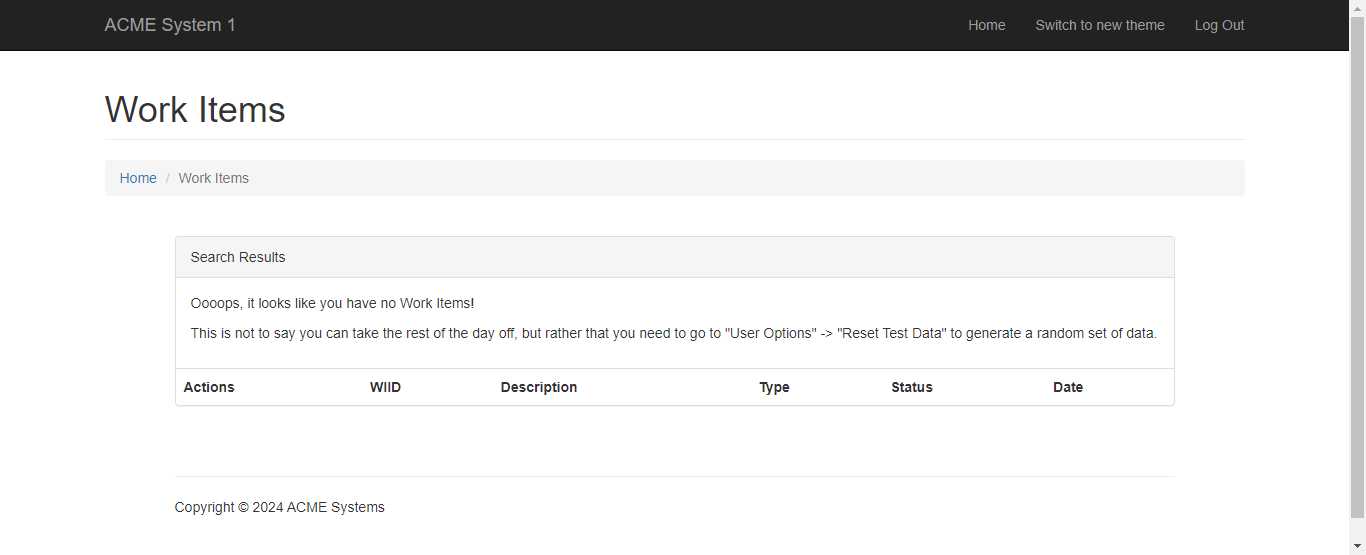 ACME System 1 Home Switch to new theme Log Out
Work Items
Home / Work Items
Search Results
Oooops, it looks like you have no Work Items!
This is not to say you can take the rest of the day off, but rather that you need to go to "User Options" -> "Reset Test Data" to generate a random set of data.
Actions WIID Description Type Status Date
Copyright © 2024 ACME Systems